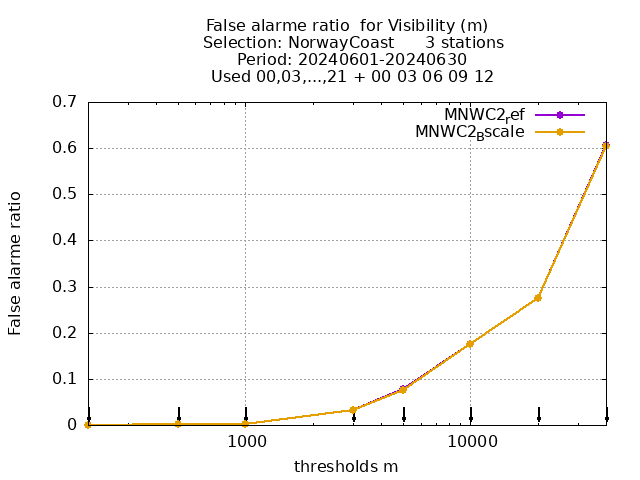 False alarme ratio  for Visibility (m)
Selection: NorwayCoast      3 stations
Period: 20240601-20240630
Used 00,03,...,21 + 00 03 06 09 12
MNWC2ref
MNWC2Bscale
0.7
0.6
0.5
0.4
0.3
0.2
0.1
0
False alarme ratio
1000
10000
thresholds m